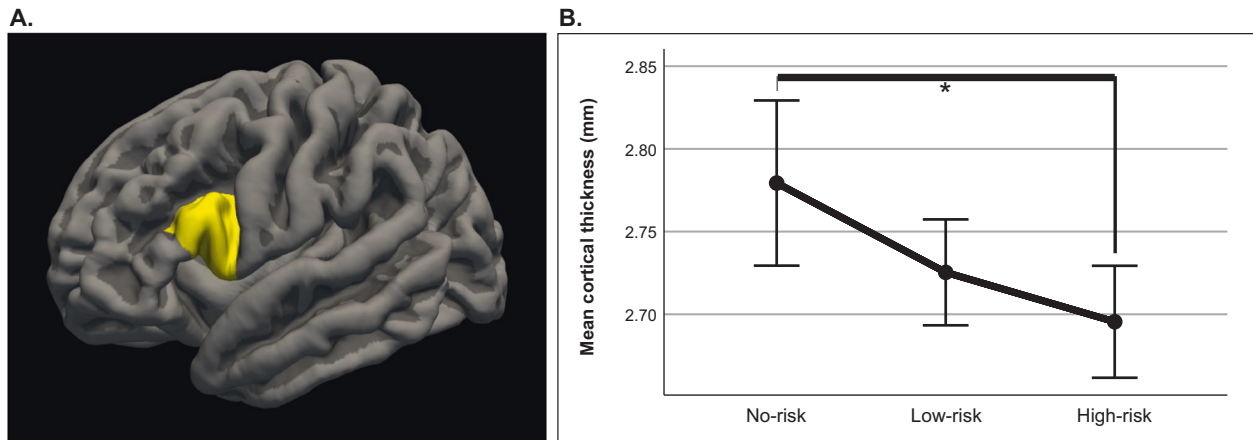 A.
B.
Mean cortical thickness (mm)
2.85
2.80
2.75
2.70
*
No-risk
Low-risk
High-risk